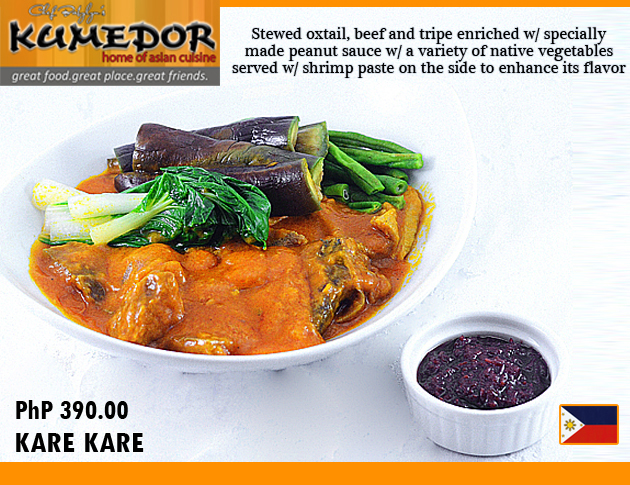 KUMEDOR
home of asian cuisine
great food.great place.great friends.
Stewed oxtail, beef and tripe enriched w/ specially
made peanut sauce w/ a variety of native vegetables
served w/ shrimp paste on the side to enhance its flavor
PhP 390.00
KARE KARE